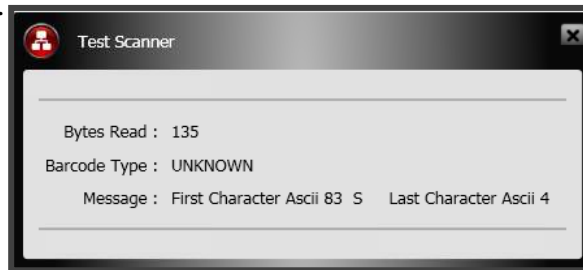 Test Scanner
Bytes Read : 135
Barcode Type : UNKNOWN
Message : First Character Ascii 83 S Last Character Ascii 4